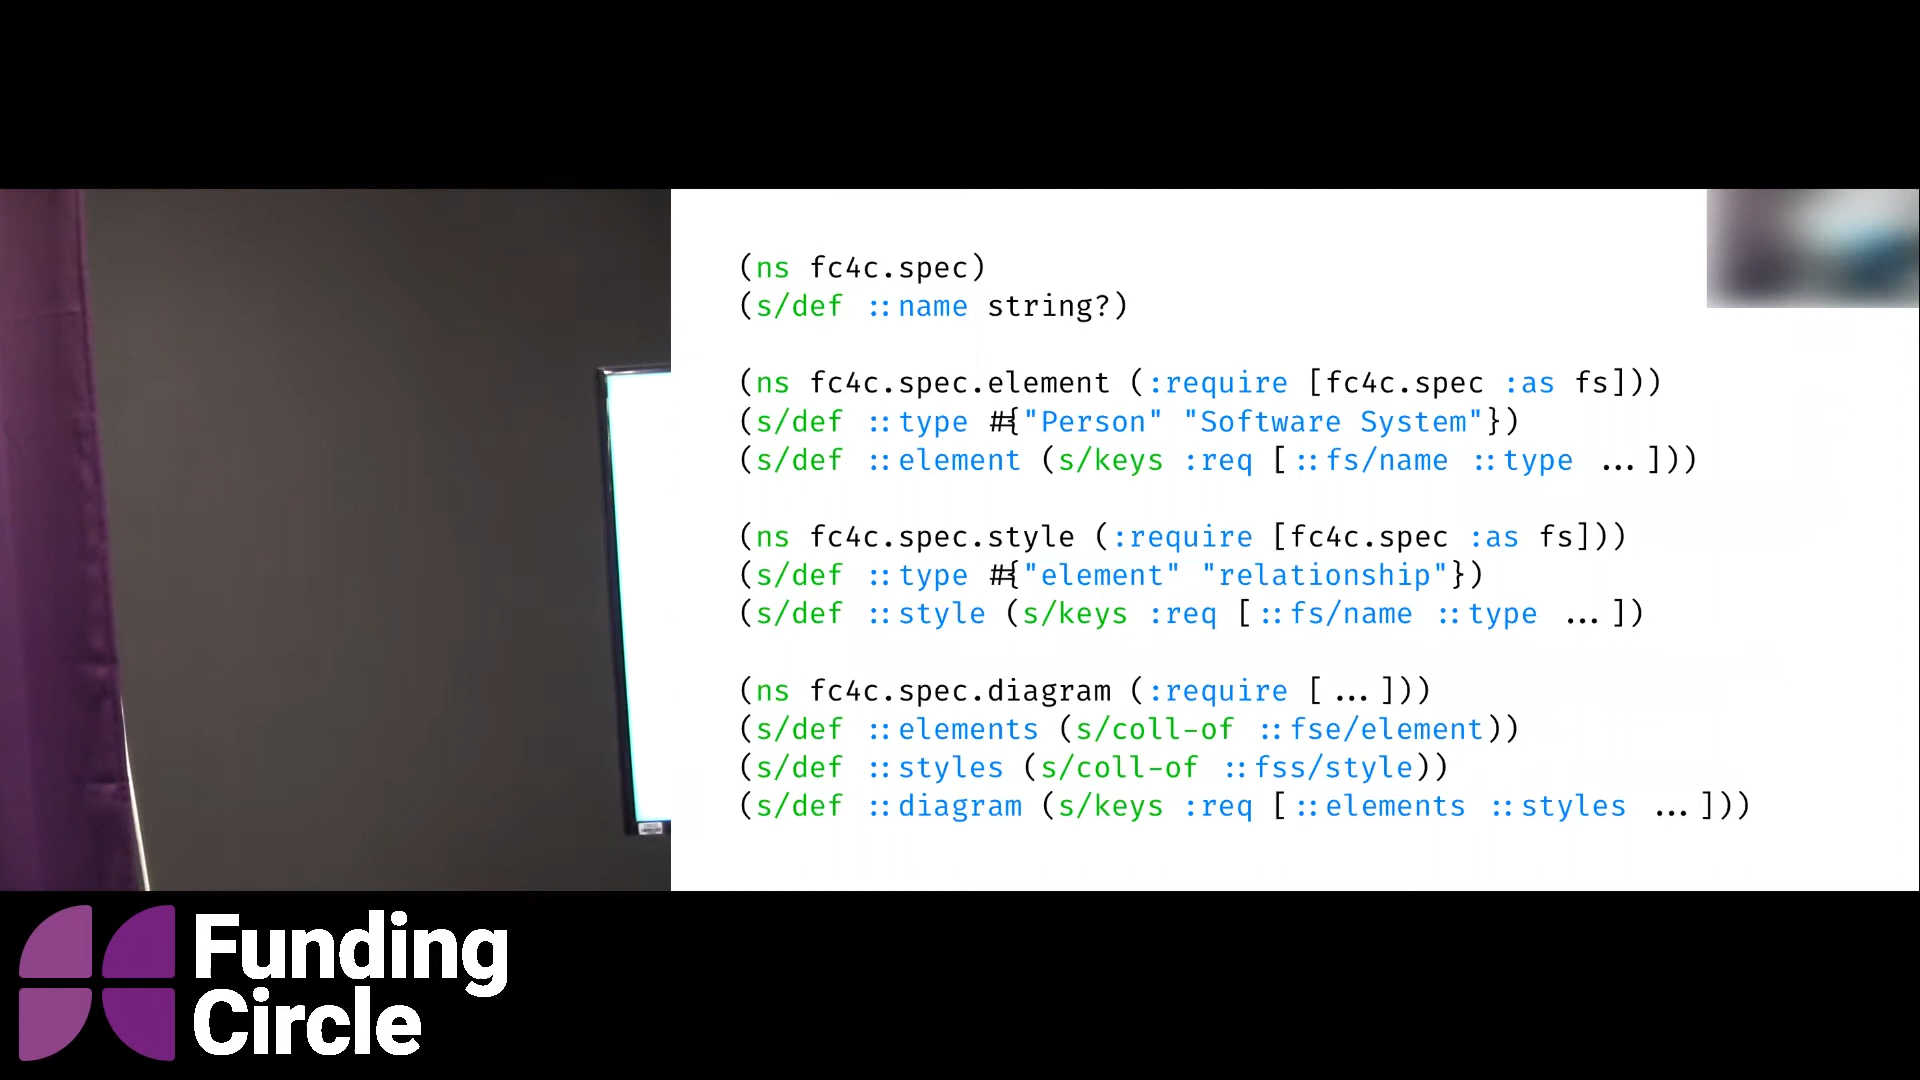 (ns fc4c.spec)
(s/def ::name string?)
(ns fc4c.spec.element (:require [fc4c.spec :as fs]))
(s/def ::type #{"Person" "Software System"})
(s/def ::element (s/keys :req [::fs/name ::type ...]))
(ns fc4c.spec.style (:require [fc4c.spec :as fs]))
(s/def ::type #{"element" "relationship"})
(s/def ::style (s/keys :req [::fs/name ::type ...])
(ns fc4c.spec.diagram (:require [...]))
(s/def ::elements (s/coll-of ::fse/element))
(s/def ::styles (s/coll-of ::fss/style))
(s/def ::diagram (s/keys :req [::elements ::styles ...]))
Funding
Circle